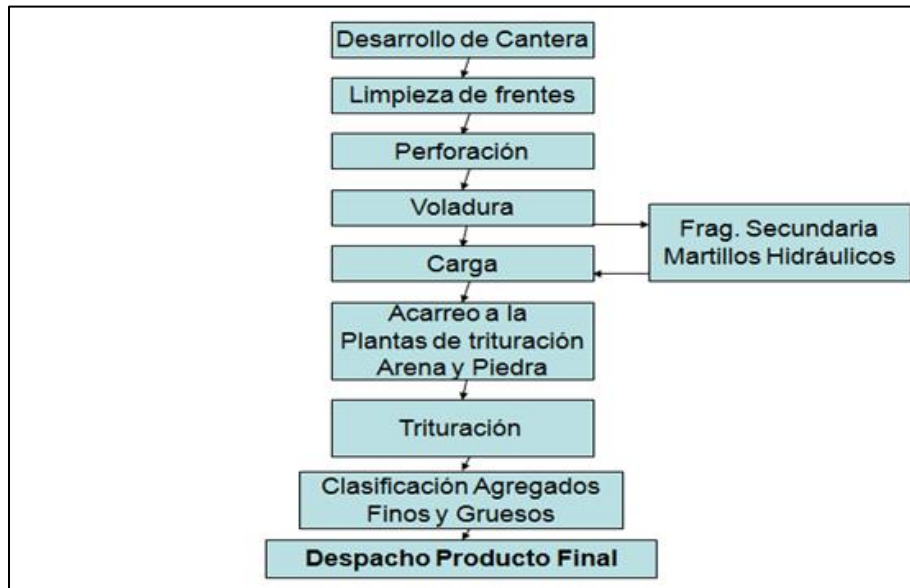 Desarrollo de Cantera
Limpieza de frentes
Perforación
Voladura
Frag. Secundaria
Martillos Hidráulicos
Carga
Acarreo a la
Plantas de trituración
Arena y Piedra
Trituración
Clasificación Agregados
Finos y Gruesos
Despacho Producto Final